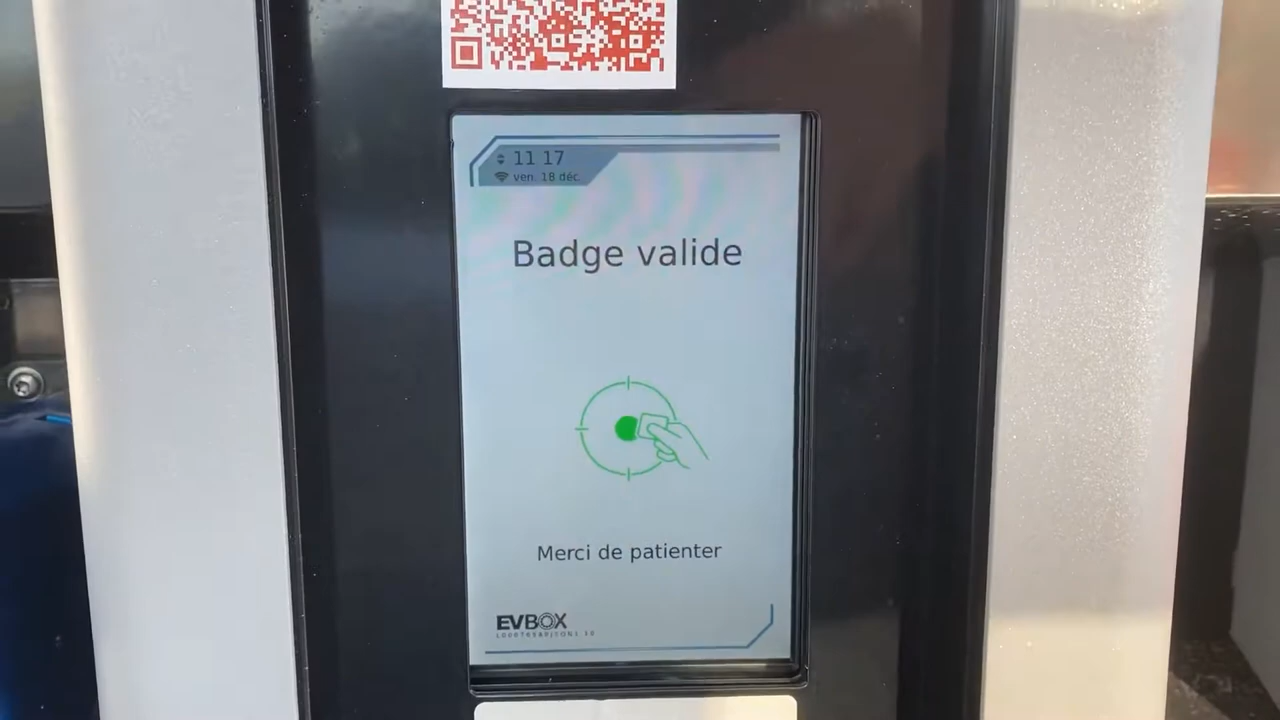 11 17
ven. 18 déc.
Badge valide
Merci de patienter
EVBOX